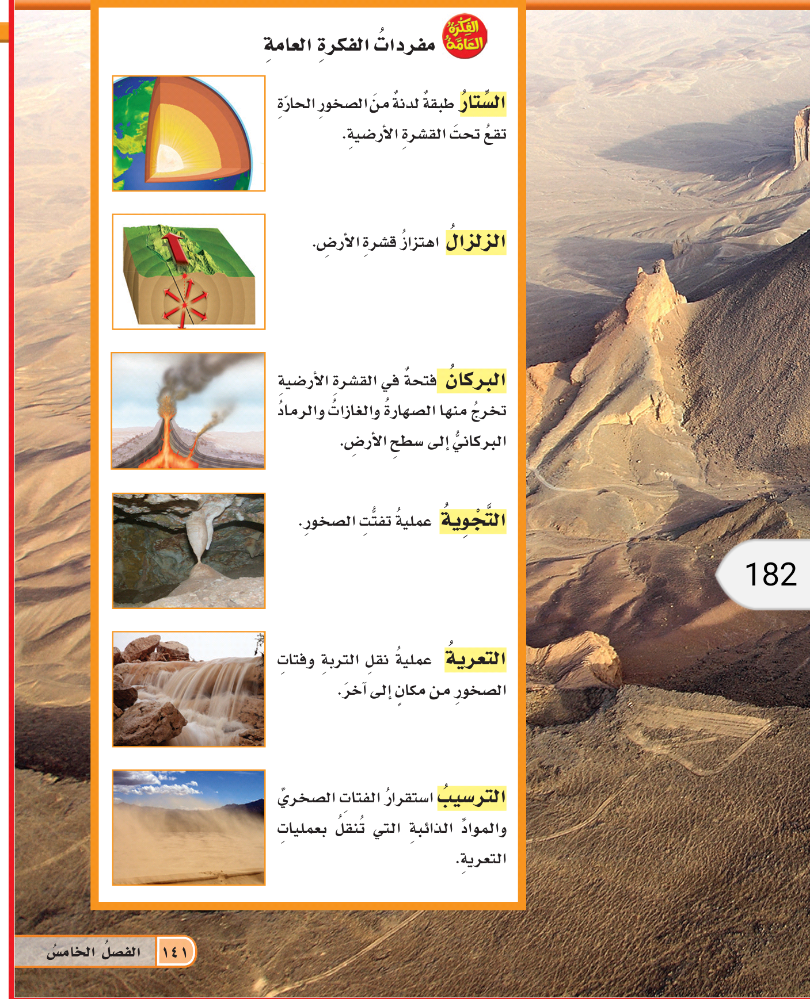 الفِكْرَةُ
العَامَّةُ
مفرداتُ الفكرةِ العامةِ
السِّتارُ طبقةٌ لدنةٌ منَ الصخورِ الحارّةِ
تقعُ تحتَ القشرةِ الأرضيةِ.
الزلزالُ اهتزازُ قشرةِ الأرضِ.
البركانُ فتحةٌ في القشرةِ الأرضيةِ
تخرجُ منها الصهارةُ والغازاتُ والرمادُ
البركانيُّ إلى سطحِ الأرضِ.
التَّجْوِيةُ عمليةُ تفتُّتِ الصخورِ.
182
التعريةُ عمليةُ نقلِ التربةِ وفتاتِ
الصخورِ من مكانٍ إلى آخرَ.
الترسيبُ استقرارُ الفتاتِ الصخريِّ
والموادِّ الذائبةِ التي تُنقلُ بعملياتِ
التعريةِ.
١٤١ الفصلُ الخامسُ